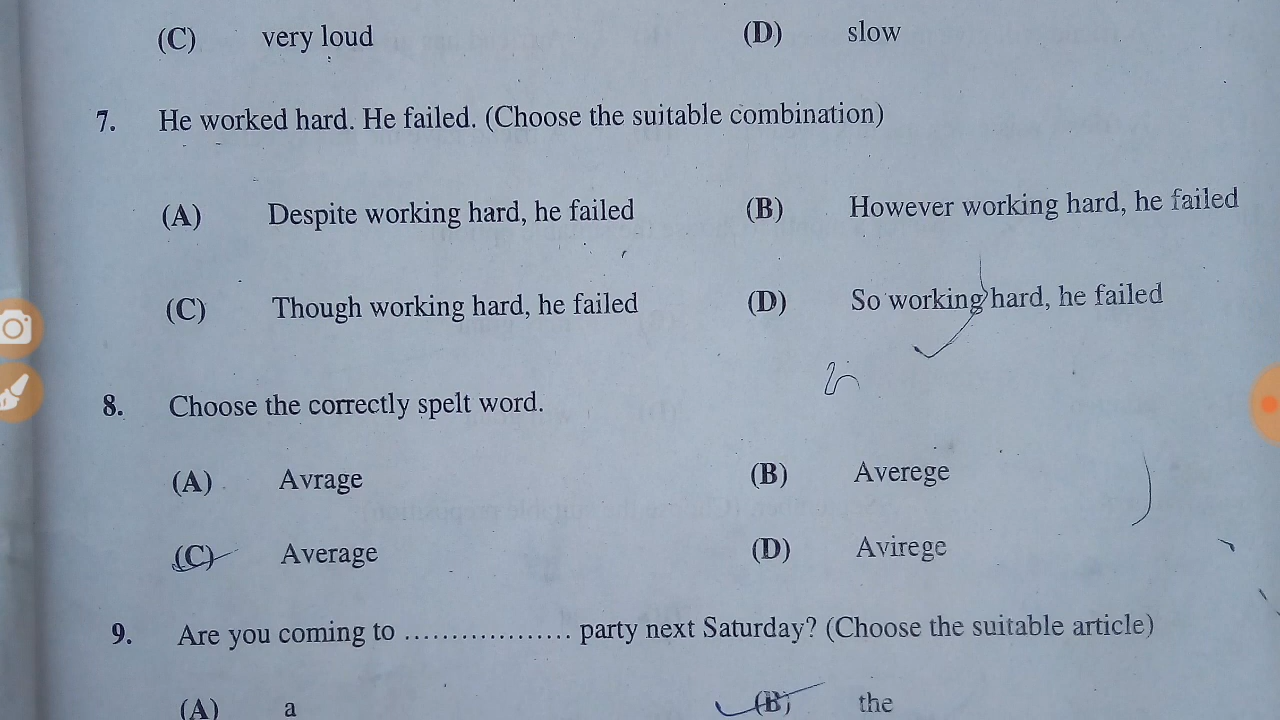 (C) very loud (D) slow
7. He worked hard. He failed. (Choose the suitable combination)
(A) Despite working hard, he failed (B) However working hard, he failed
(C) Though working hard, he failed (D) So working hard, he failed
8. Choose the correctly spelt word.
(A) Avrage (B) Averege
(C) Average (D) Avirege
9. Are you coming to .................. party next Saturday? (Choose the suitable article)
(A) a (B) the